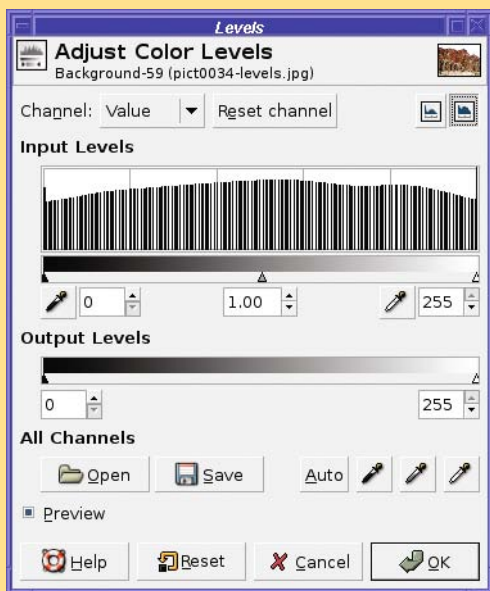 Levels
Adjust Color Levels
Background-59 (pict0034-levels.jpg)
Channel: Value Reset channel
Input Levels
0 1.00 255
Output Levels
0 255
All Channels
Open Save Auto
Preview
Help Reset Cancel OK